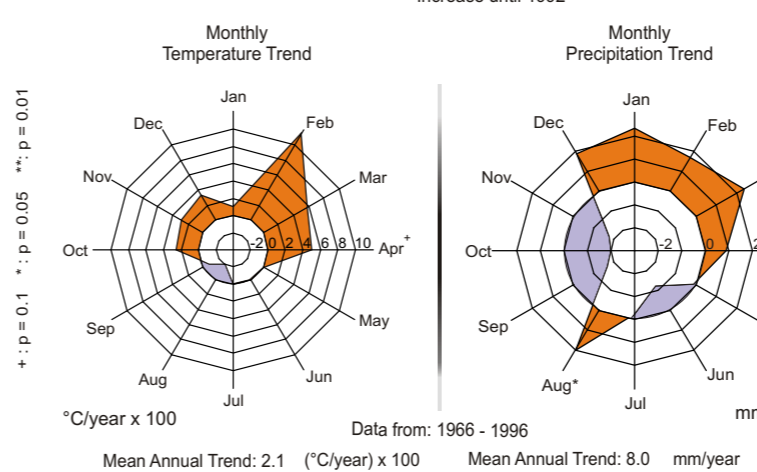 Monthly
Temperature Trend
Jan
Feb
Mar
Apr+
May
Jun
Jul
Aug
Sep
Oct
Nov
Dec
-2 0 2 4 6 8 10
+ : p = 0.1 * : p = 0.05 **: p = 0.01
°C/year x 100
Monthly
Precipitation Trend
Jan
Feb
Jun
Jul
Aug*
Sep
Oct
Nov
Dec
-2 0 2
mm
Data from: 1966 - 1996
Mean Annual Trend: 2.1 (°C/year) x 100
Mean Annual Trend: 8.0 mm/year